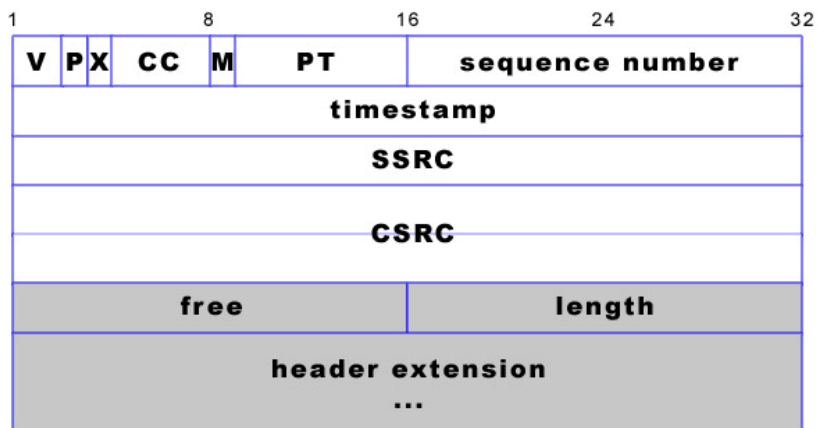 1 8 16 24 32
V P X CC M PT sequence number
timestamp
SSRC
CSRC
free length
header extension
...